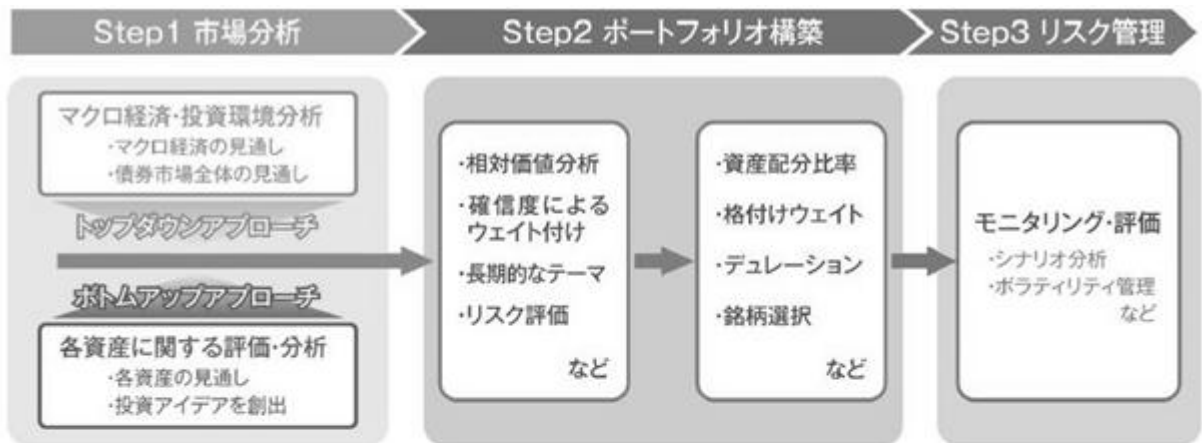 Step1 市場分析
Step2 ポートフォリオ構築
Step3 リスク管理
マクロ経済・投資環境分析
・マクロ経済の見通し
・債券市場全体の見通し
トップダウンアプローチ
ボトムアップアプローチ
各資産に関する評価・分析
・各資産の見通し
・投資アイデアを創出
・相対価値分析
・確信度による
ウェイト付け
・長期的なテーマ
・リスク評価
など
・資産配分比率
・格付けウェイト
・デュレーション
・銘柄選択
など
モニタリング・評価
・シナリオ分析
・ボラティリティ管理
など